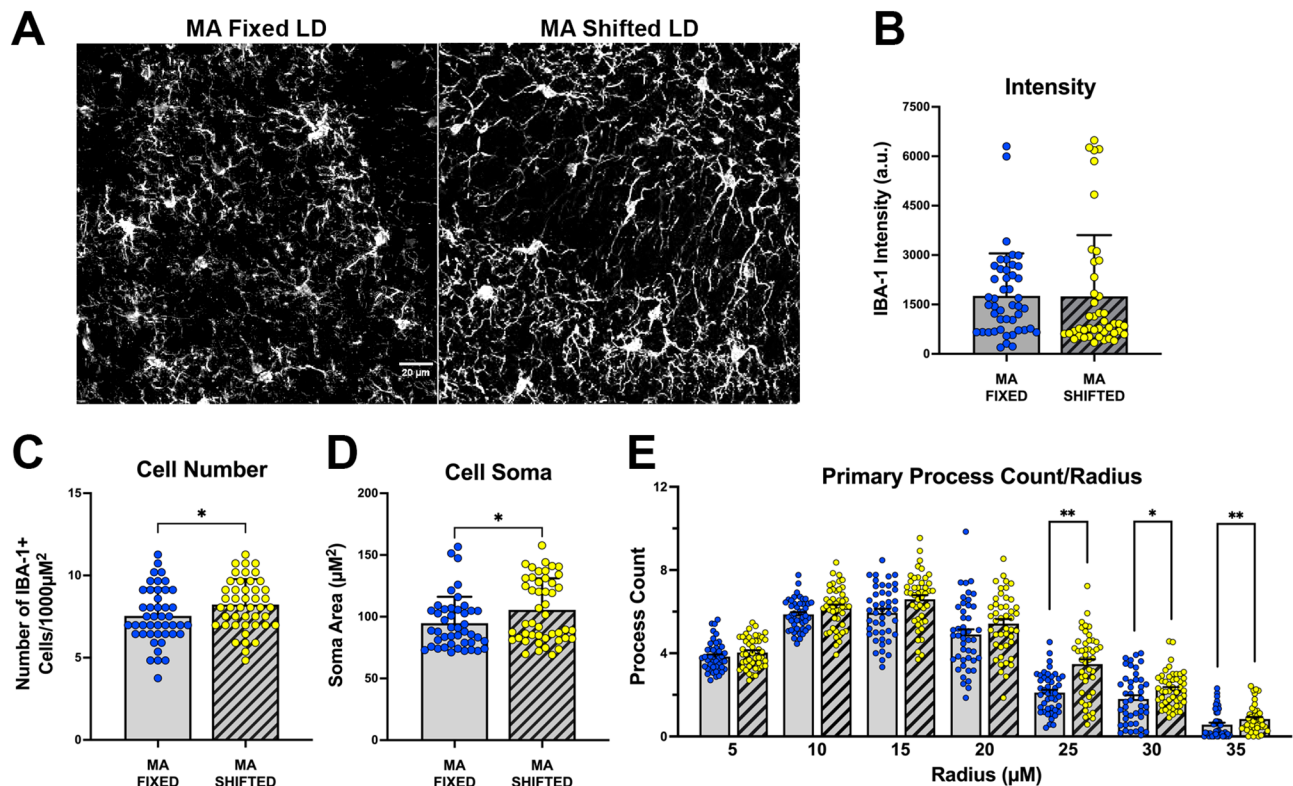 A
MA Fixed LD
MA Shifted LD
20 µm
B
Intensity
IBA-1 Intensity (a.u.)
7500
6000
4500
3000
1500
0
MA
FIXED
MA
SHIFTED
C
Cell Number
Number of IBA-1+
Cells/1000µM²
15
10
5
0
*
MA
FIXED
MA
SHIFTED
D
Cell Soma
Soma Area (µM²)
200
150
100
50
0
*
MA
FIXED
MA
SHIFTED
E
Primary Process Count/Radius
Process Count
12
8
4
0
**
*
**
5
10
15
20
25
30
35
Radius (µM)